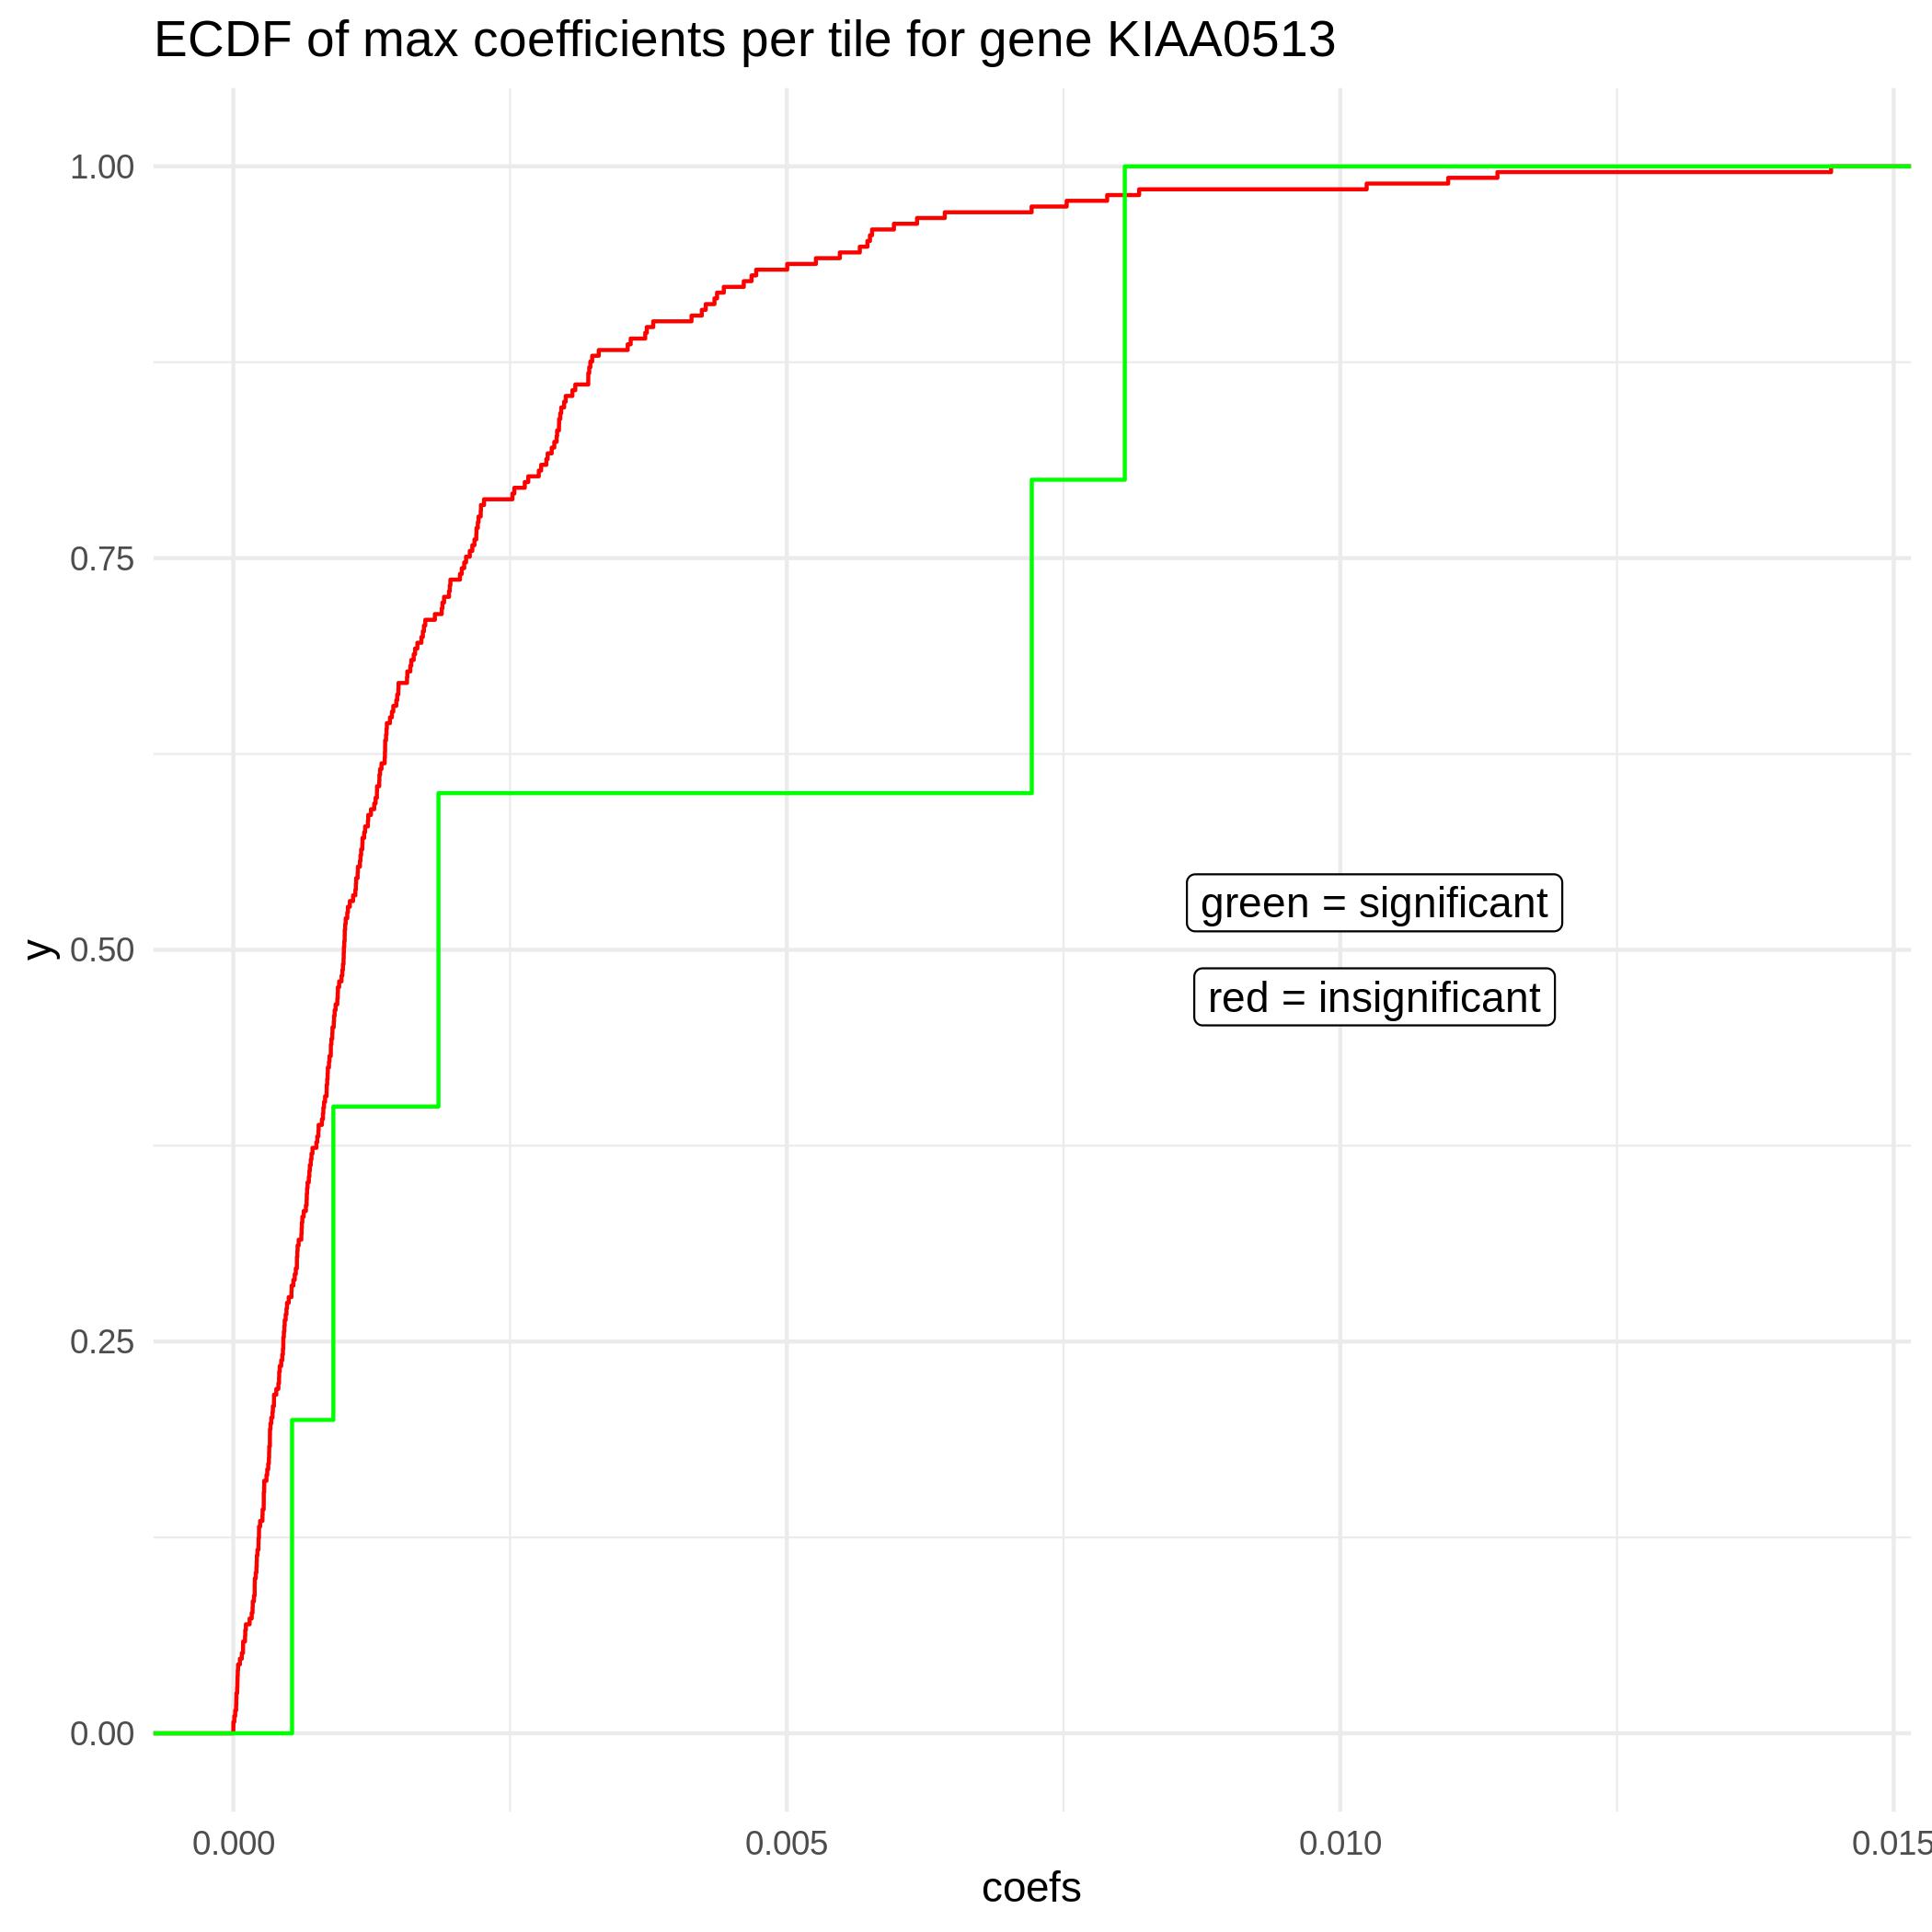 ECDF of max coefficients per tile for gene KIAA0513
1.00
0.75
0.50
0.25
0.00
y
green = significant
red = insignificant
0.000 0.005 0.010 0.015
coefs